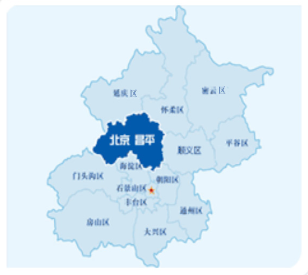 密云区
延庆区
怀柔区
北京 昌平
顺义区
平谷区
海淀区
门头沟区
朝阳区
石景山区
丰台区
通州区
房山区
大兴区